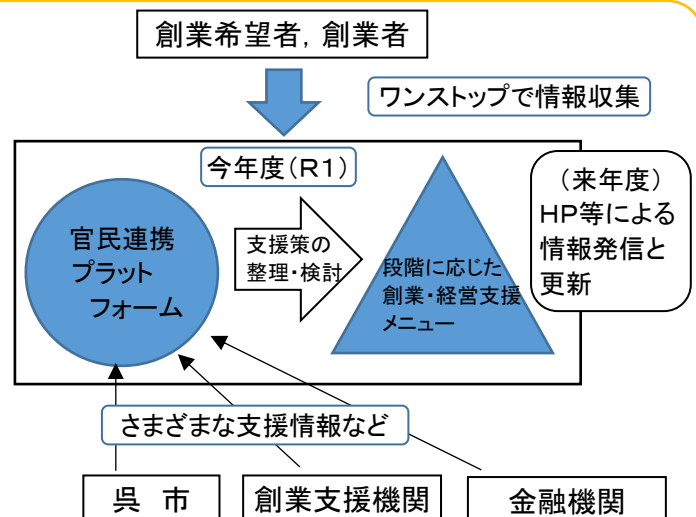 創業希望者，創業者
ワンストップで情報収集
今年度（R１）
（来年度）
HP等による
情報発信と
更新
官民連携
プラット
フォーム
支援策の
整理・検討
段階に応じた
創業・経営支援
メニュー
さまざまな支援情報など
呉　市
創業支援機関
金融機関